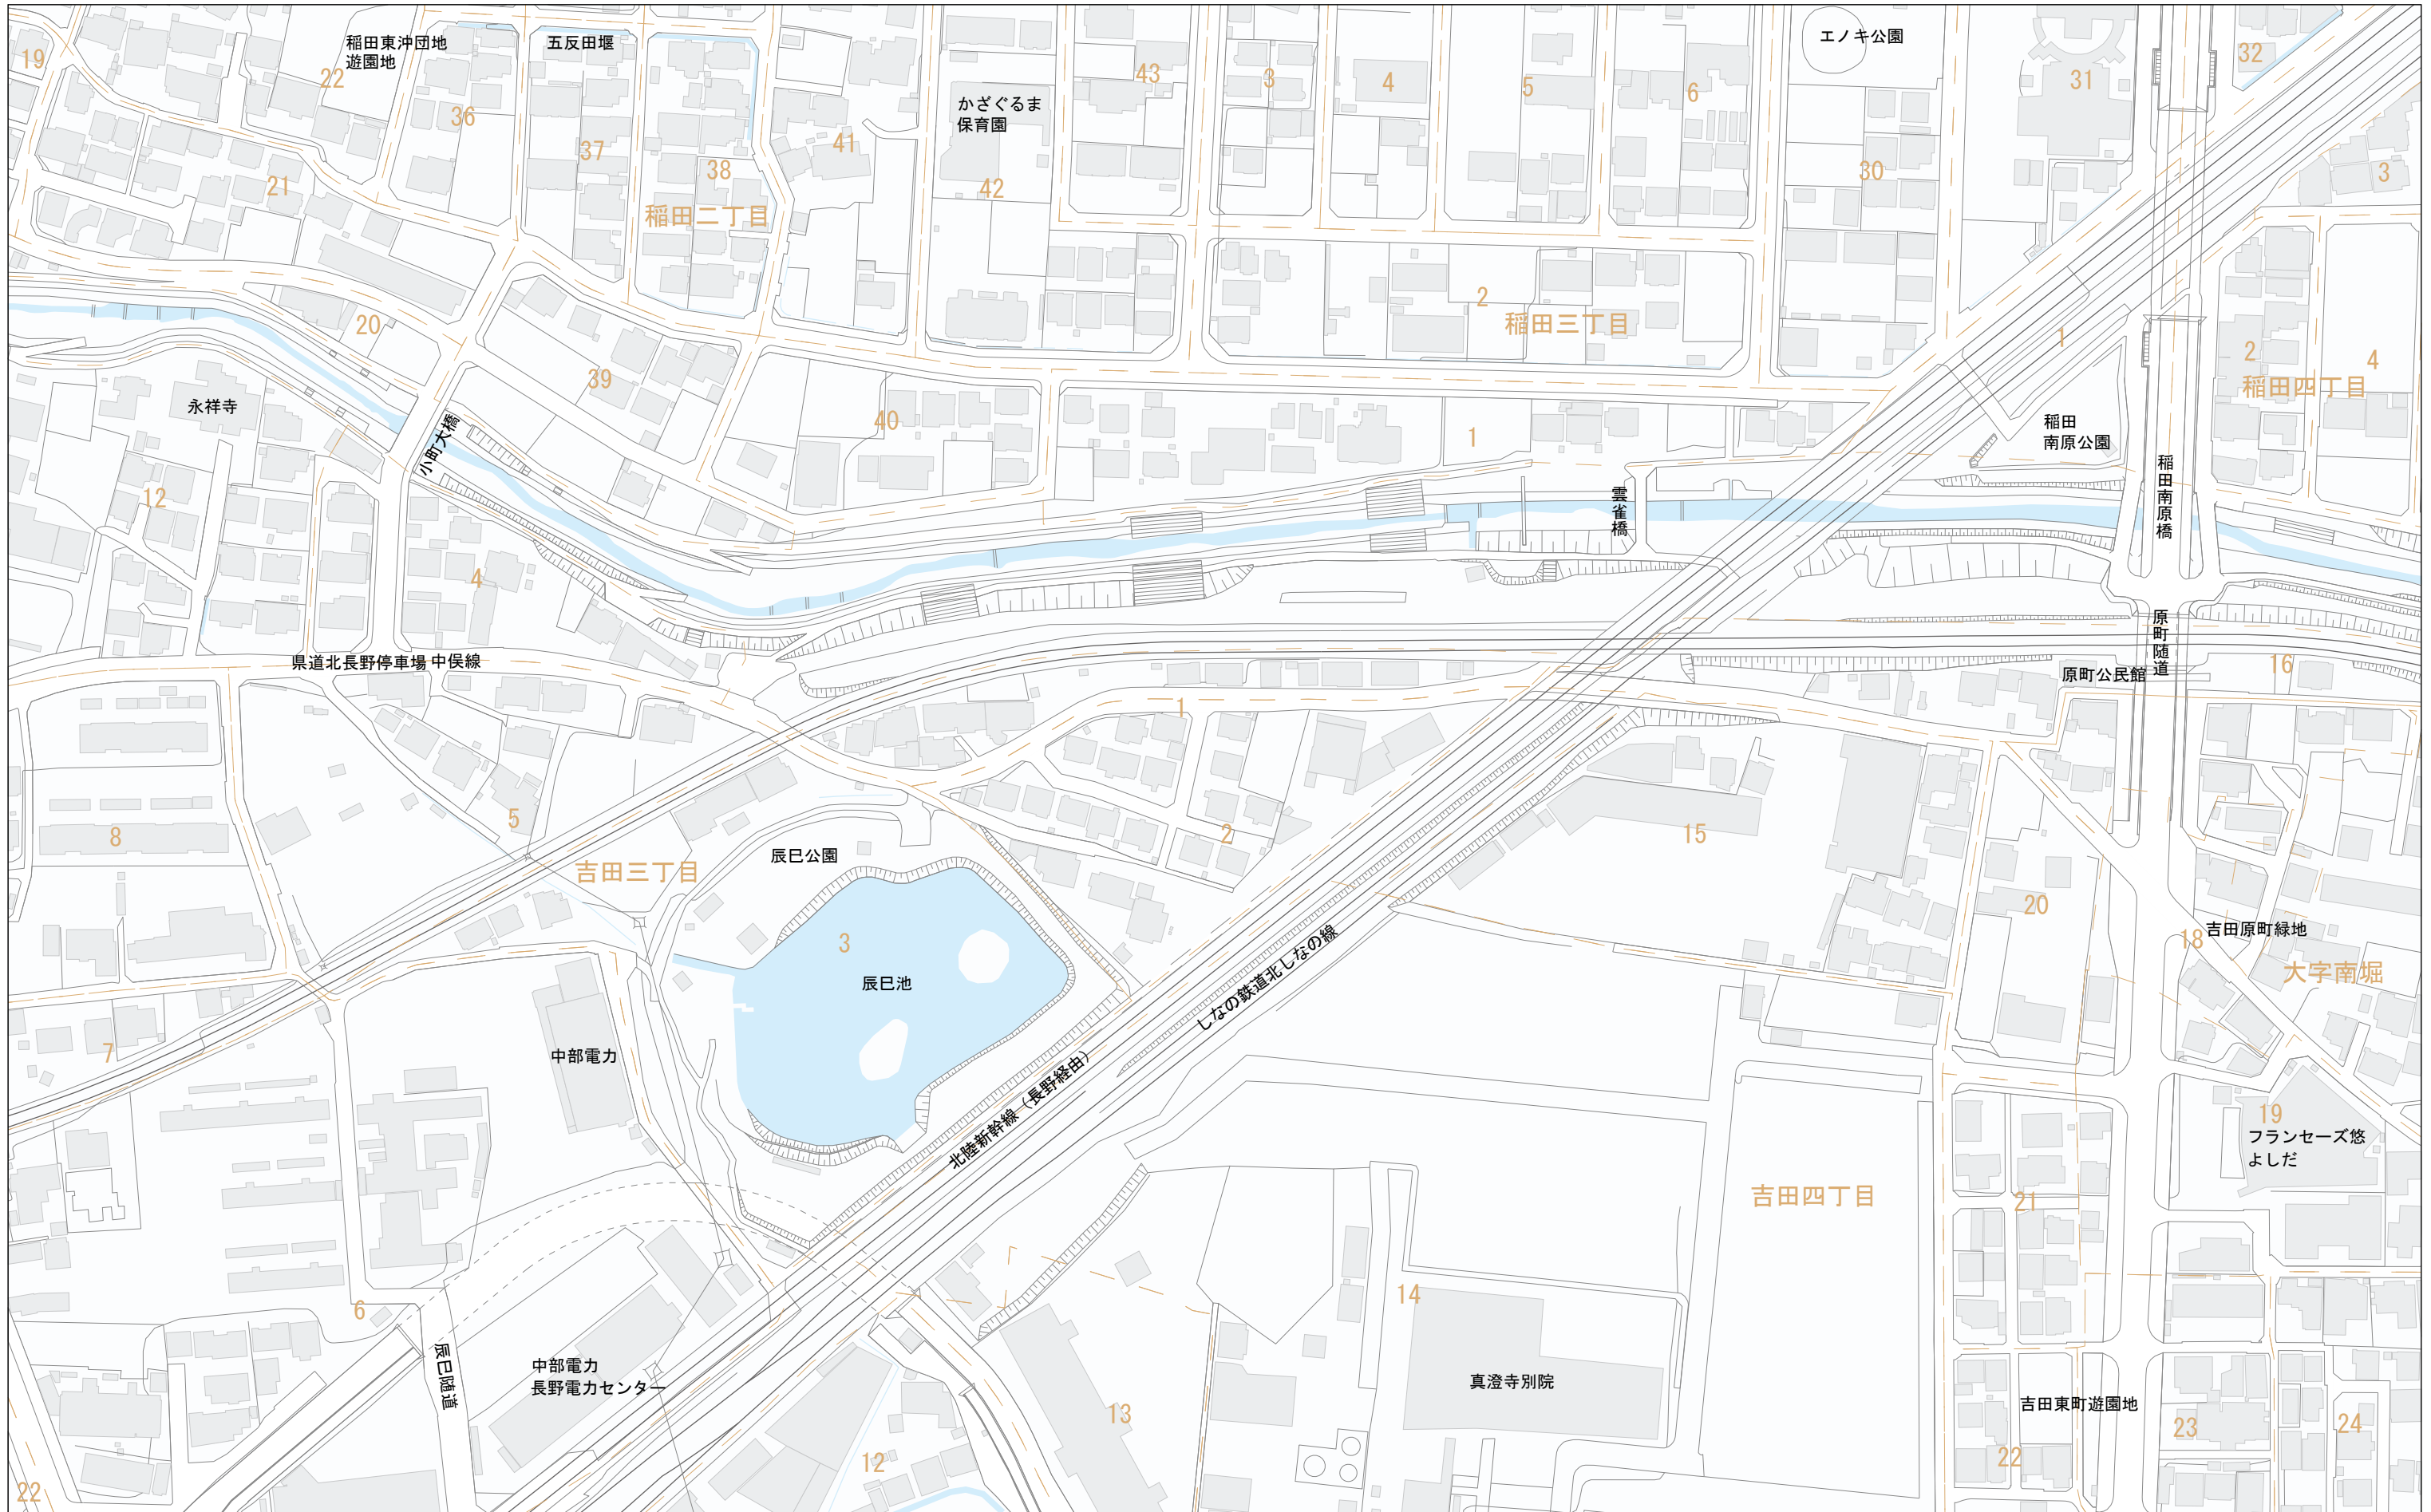 19
稲田東沖団地
遊園地
22
五反田堰
36
37
38
稲田二丁目
21
41
かざぐるま
保育園
42
43
3
4
5
6
エノキ公園
31
32
3
30
20
39
40
永祥寺
小町大橋
12
4
2
稲田三丁目
1
1
2
稲田四丁目
4
稲田
南原公園
稲田南原橋
雲雀橋
原町隧道
原町公民館
16
県道北長野停車場中俣線
1
2
5
8
吉田三丁目
辰巳公園
3
辰巳池
15
20
18
吉田原町緑地
大字南堀
しなの鉄道北しなの線
北陸新幹線（長野経由）
7
中部電力
19
フランセーズ悠
よしだ
吉田四丁目
21
6
辰巳隧道
中部電力
長野電力センター
14
真澄寺別院
13
12
吉田東町遊園地
22
23
24
22